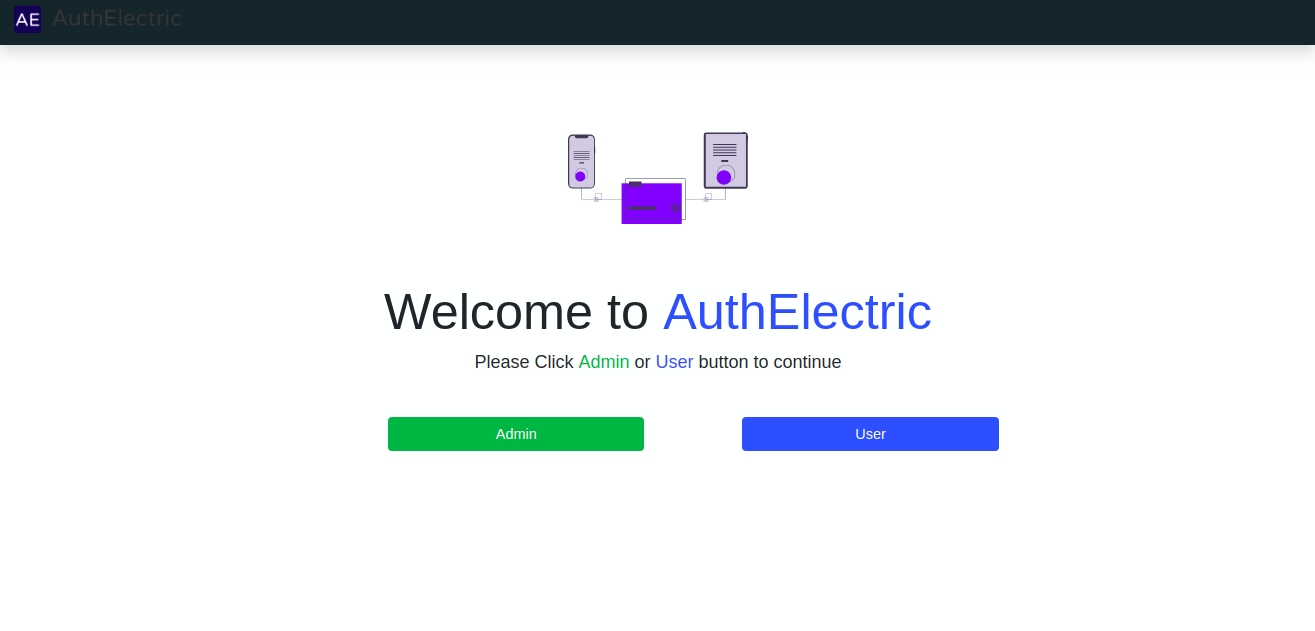 AE AuthElectric
Welcome to AuthElectric
Please Click Admin or User button to continue
Admin User